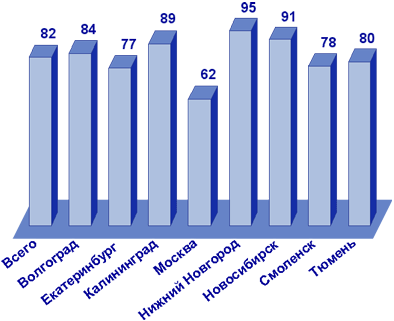 82
84
77
89
62
95
91
78
80
Всего
Волгоград
Екатеринбург
Калининград
Москва
Нижний Новгород
Новосибирск
Смоленск
Тюмень